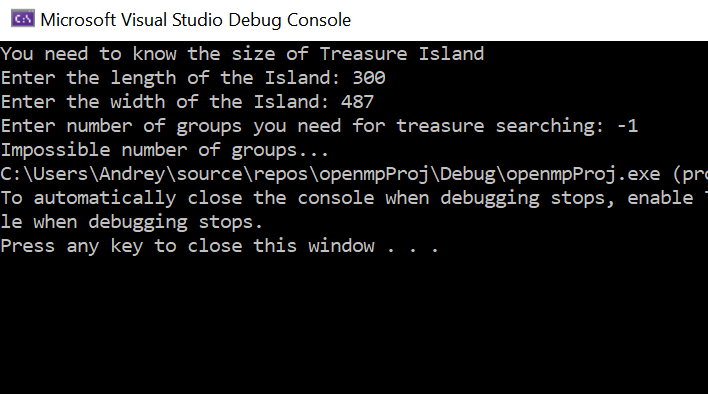 Microsoft Visual Studio Debug Console
You need to know the size of Treasure Island
Enter the length of the Island: 300
Enter the width of the Island: 487
Enter number of groups you need for treasure searching: -1
Impossible number of groups...
C:\Users\Andrey\source\repos\openmpProj\Debug\openmpProj.exe (pro
To automatically close the console when debugging stops, enable
le when debugging stops.
Press any key to close this window . . .